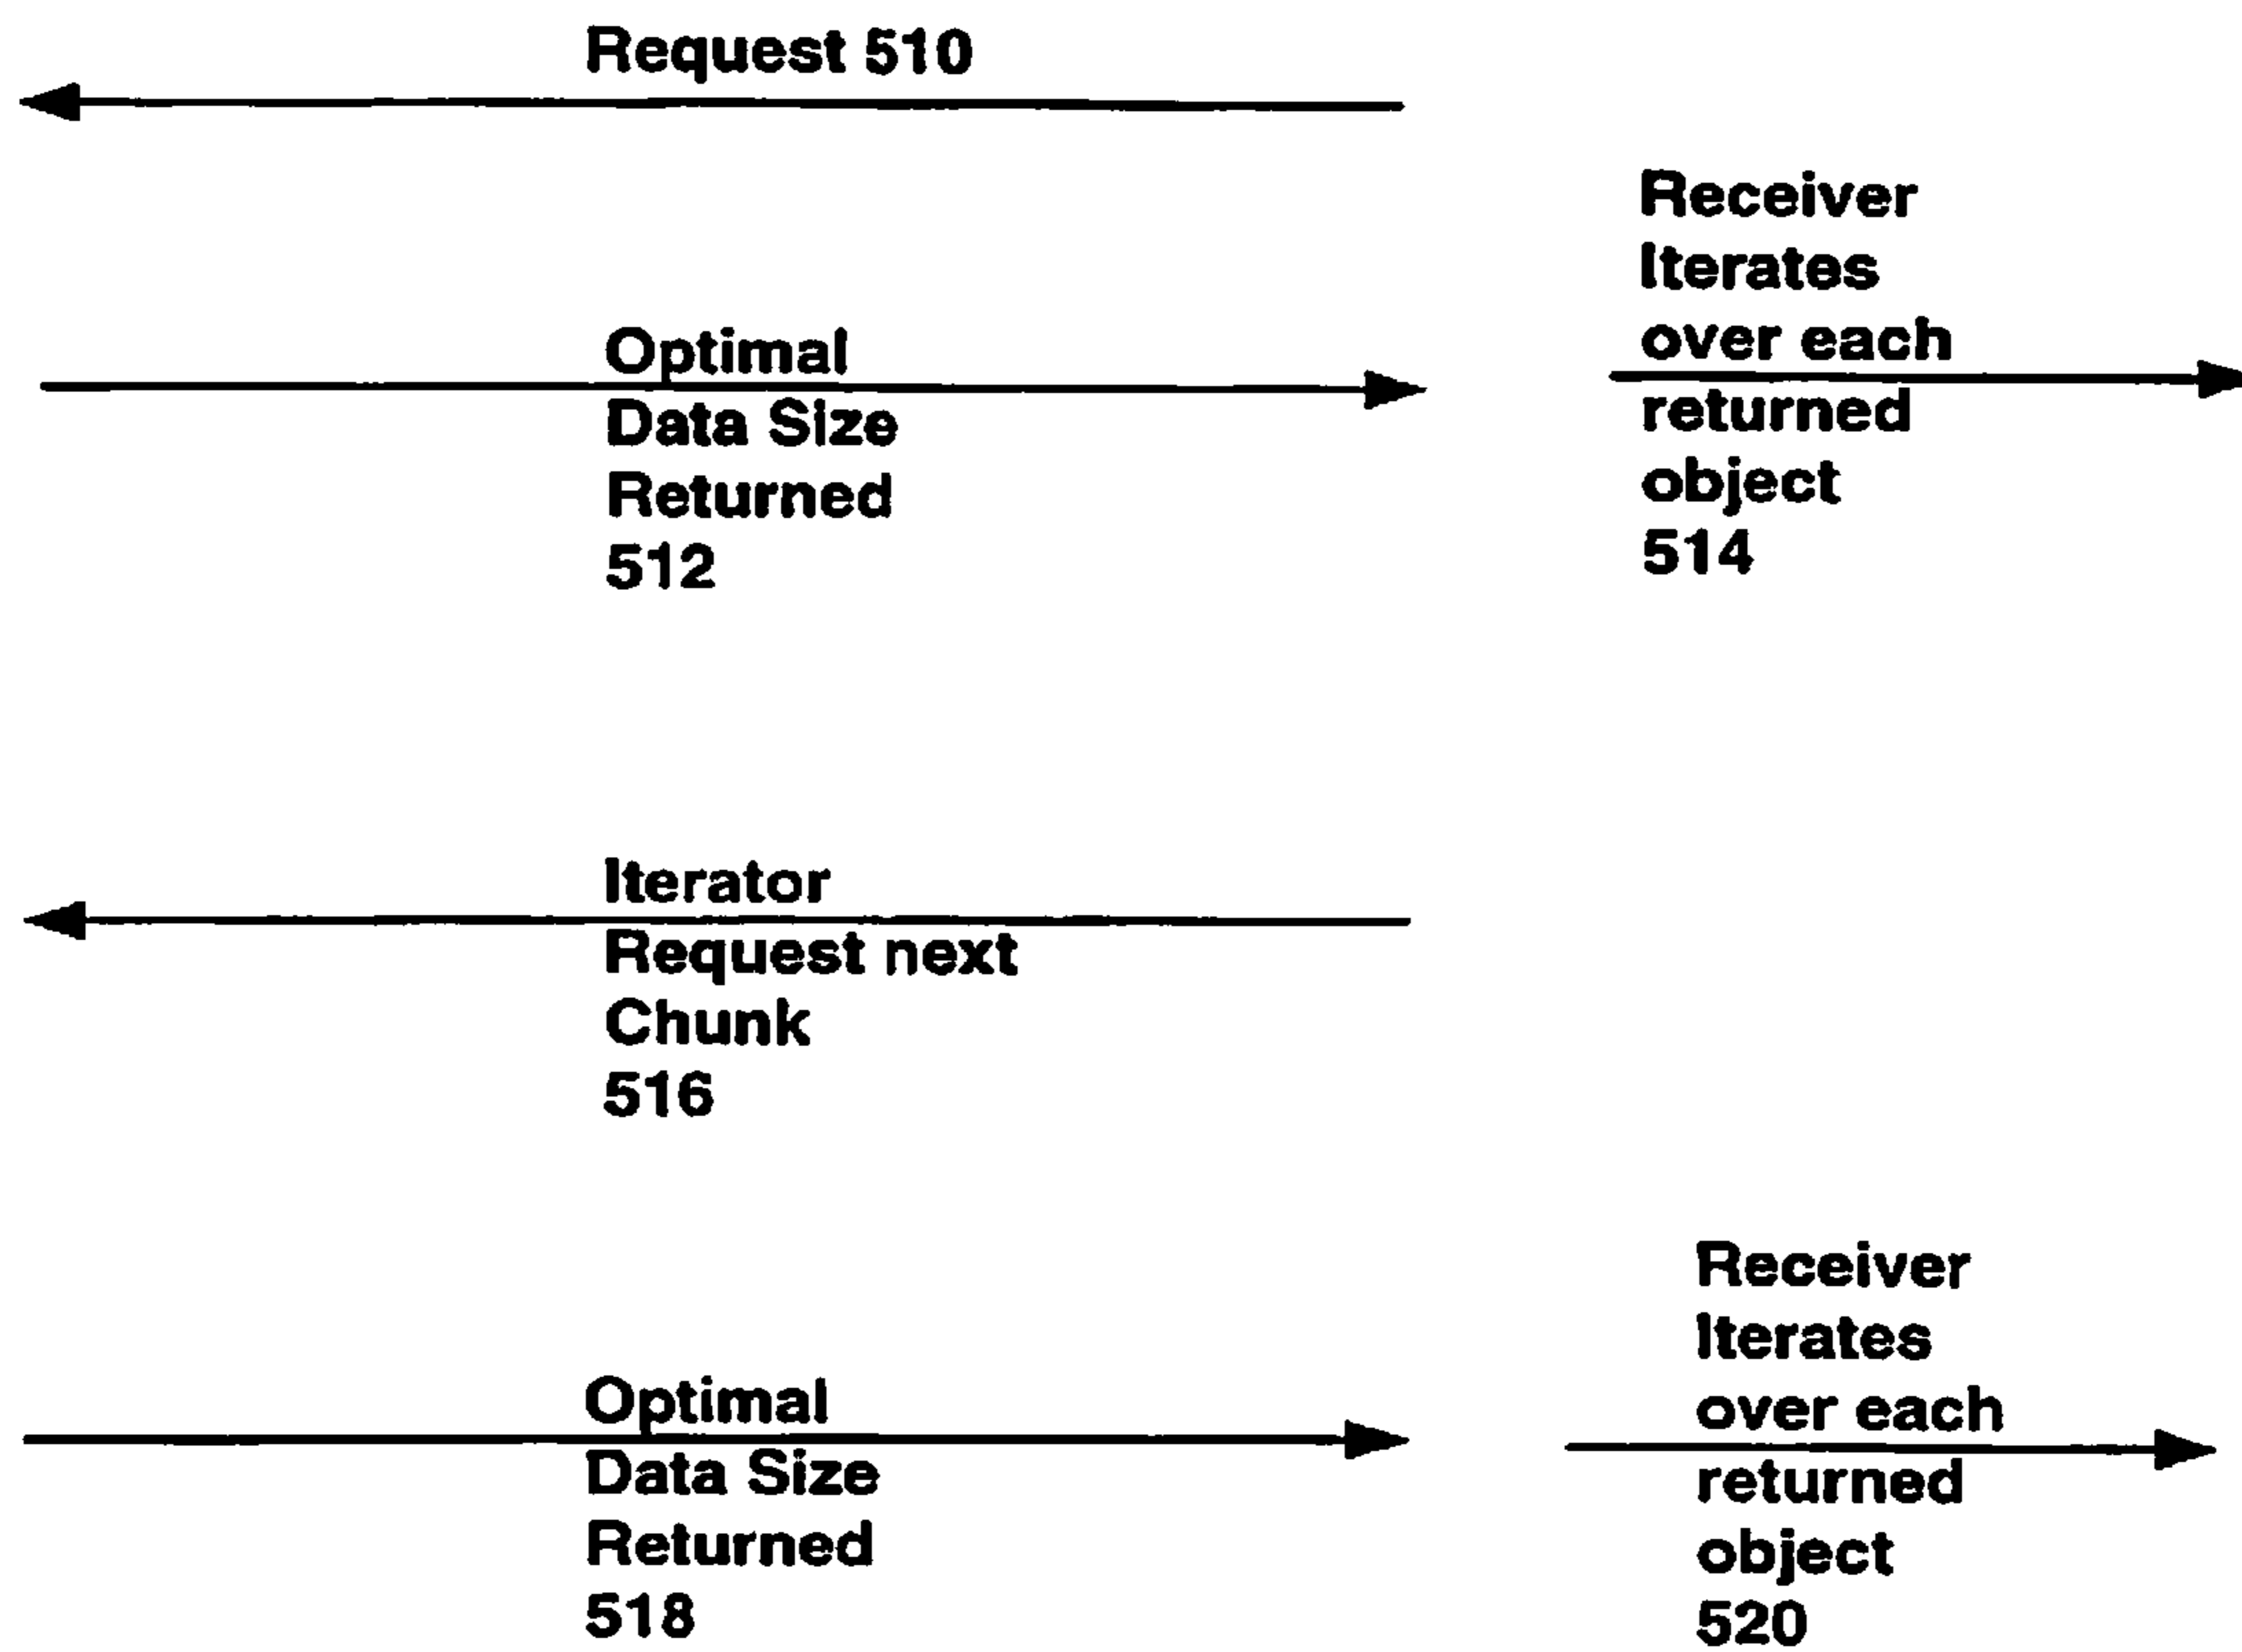 Request 510
Optimal
Data Size
Returned
512
Receiver
Iterates
over each
returned
object
514
Iterator
Request next
Chunk
516
Optimal
Data Size
Returned
518
Receiver
Iterates
over each
returned
object
520